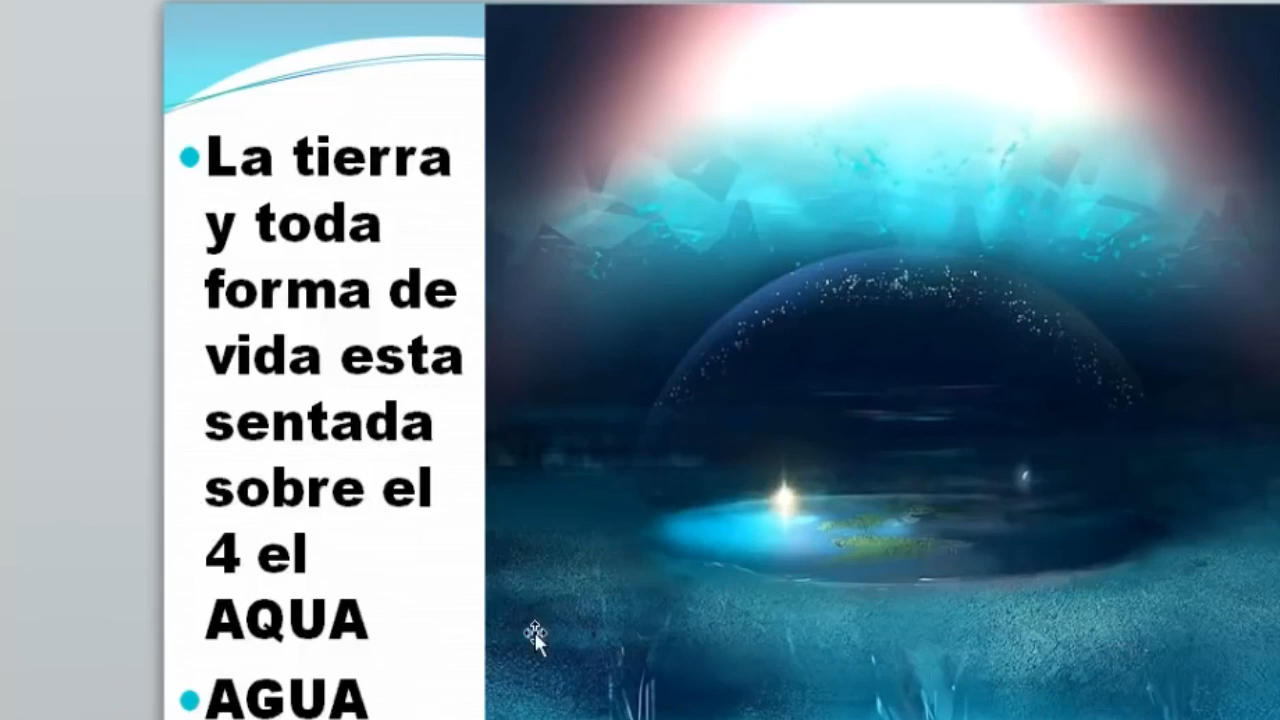 La tierra
y toda
forma de
vida esta
sentada
sobre el
4 el
AQUA
AGUA